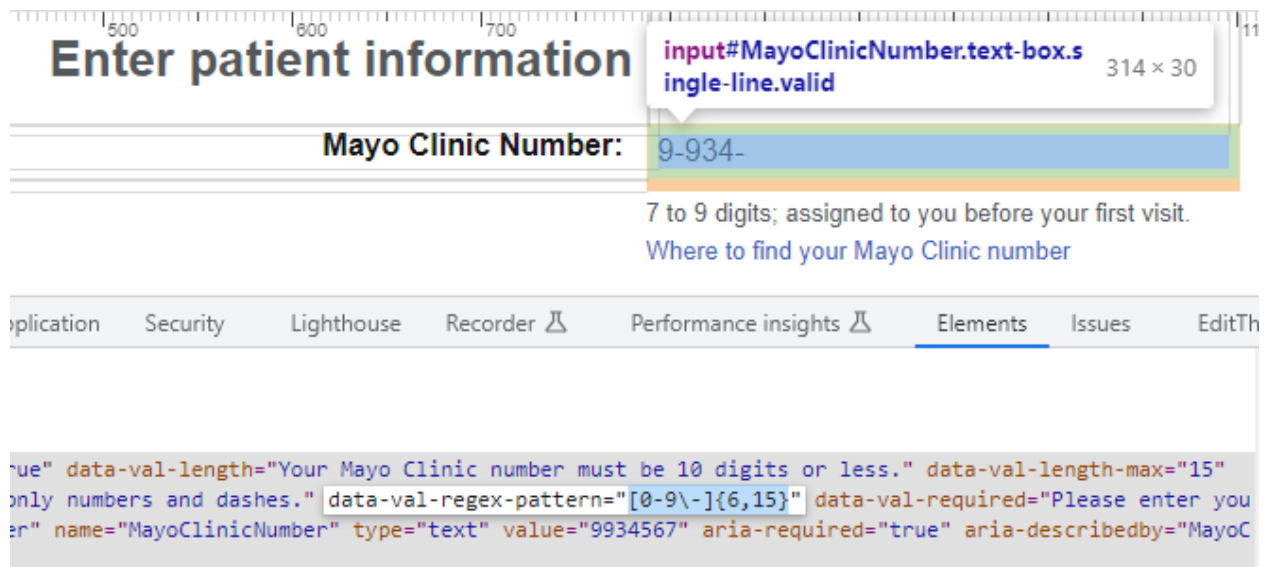 500 600 700 11
Enter patient information
input#MayoClinicNumber.text-box.s
ingle-line.valid
314 × 30
Mayo Clinic Number: 9-934-
7 to 9 digits; assigned to you before your first visit.
Where to find your Mayo Clinic number
pplication Security Lighthouse Recorder Performance insights Elements Issues EditTh
rue" data-val-length="Your Mayo Clinic number must be 10 digits or less." data-val-length-max="15"
only numbers and dashes." data-val-regex-pattern="[0-9\-]{6,15}" data-val-required="Please enter you
er" name="MayoClinicNumber" type="text" value="9934567" aria-required="true" aria-describedby="MayoC